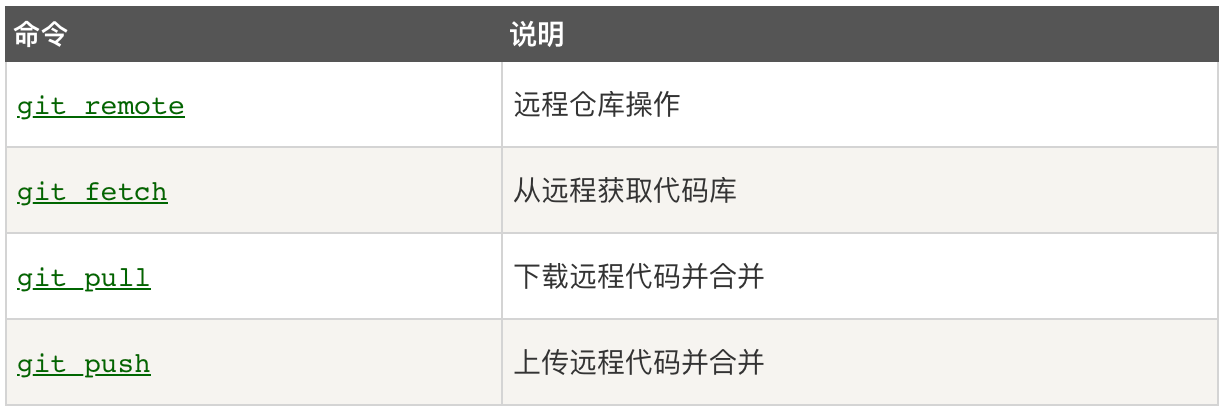 命令 说明
git remote 远程仓库操作
git fetch 从远程获取代码库
git pull 下载远程代码并合并
git push 上传远程代码并合并